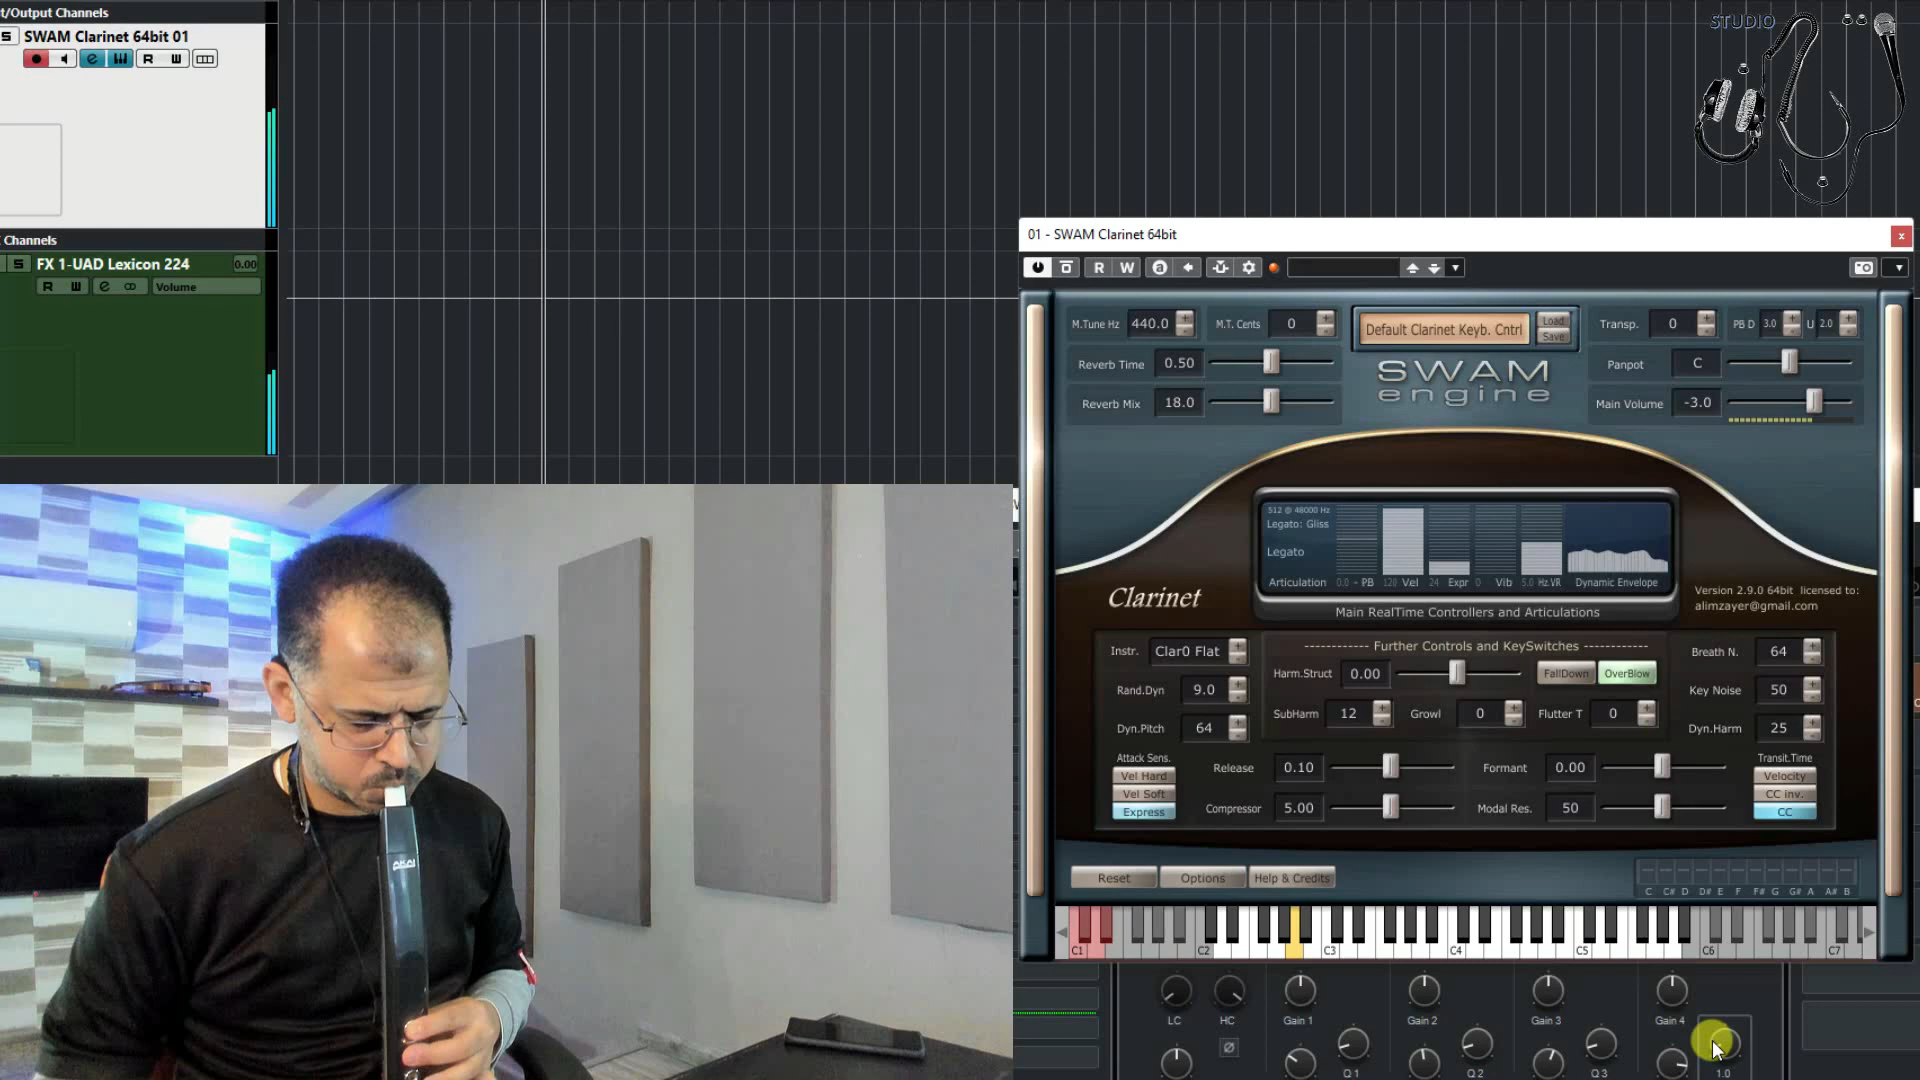 t/Output Channels
S SWAM Clarinet 64bit 01
e R W
Channels
S FX 1-UAD Lexicon 224 0.00
R W e Volume
STUDIO
01 - SWAM Clarinet 64bit x
R W a
M.Tune Hz 440.0 M.T. Cents 0
Default Clarinet Keyb. Cntrl Load Save
Transp. 0 PB D 3.0 U 2.0
Reverb Time 0.50
Panpot C
Reverb Mix 18.0
Main Volume -3.0
SWAM
engine
512 @ 48000 Hz
Legato: Gliss
Legato
Articulation 0.0 - PB 120 Vel 24 Expr 0 Vib 5.0 Hz.VR Dynamic Envelope
Main RealTime Controllers and Articulations
Clarinet
Version 2.9.0 64bit licensed to:
alimzayer@gmail.com
------------ Further Controls and KeySwitches ------------
Instr. Clar0 Flat
Harm.Struct 0.00 FallDown OverBlow
Breath N. 64
Rand.Dyn 9.0
Key Noise 50
SubHarm 12 Growl 0 Flutter T 0
Dyn.Pitch 64
Dyn.Harm 25
Attack Sens.
Vel Hard
Vel Soft
Express
Release 0.10 Formant 0.00
Compressor 5.00 Modal Res. 50
Transit.Time
Velocity
CC inv.
CC
Reset Options Help & Credits
C C# D D# E F F# G G# A A# B
C1 C2 C3 C4 C5 C6 C7
LC HC Gain 1 Gain 2 Gain 3 Gain 4
Q 1 Q 2 Q 3 1.0
AKAI